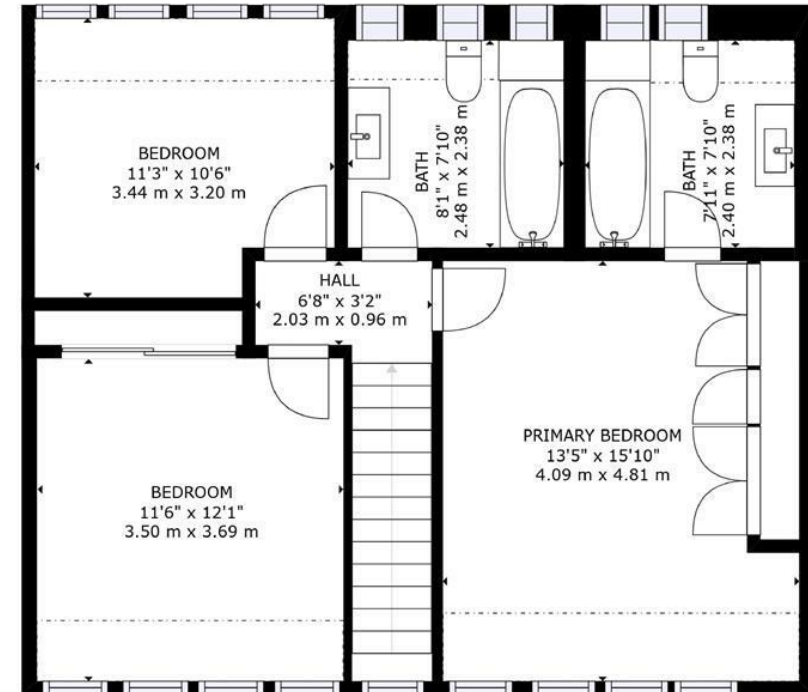 BEDROOM
11'3" x 10'6"
3.44 m x 3.20 m
BATH
8'1" x 7'10"
2.48 m x 2.38 m
BATH
7'11" x 7'10"
2.40 m x 2.38 m
HALL
6'8" x 3'2"
2.03 m x 0.96 m
PRIMARY BEDROOM
13'5" x 15'10"
4.09 m x 4.81 m
BEDROOM
11'6" x 12'1"
3.50 m x 3.69 m